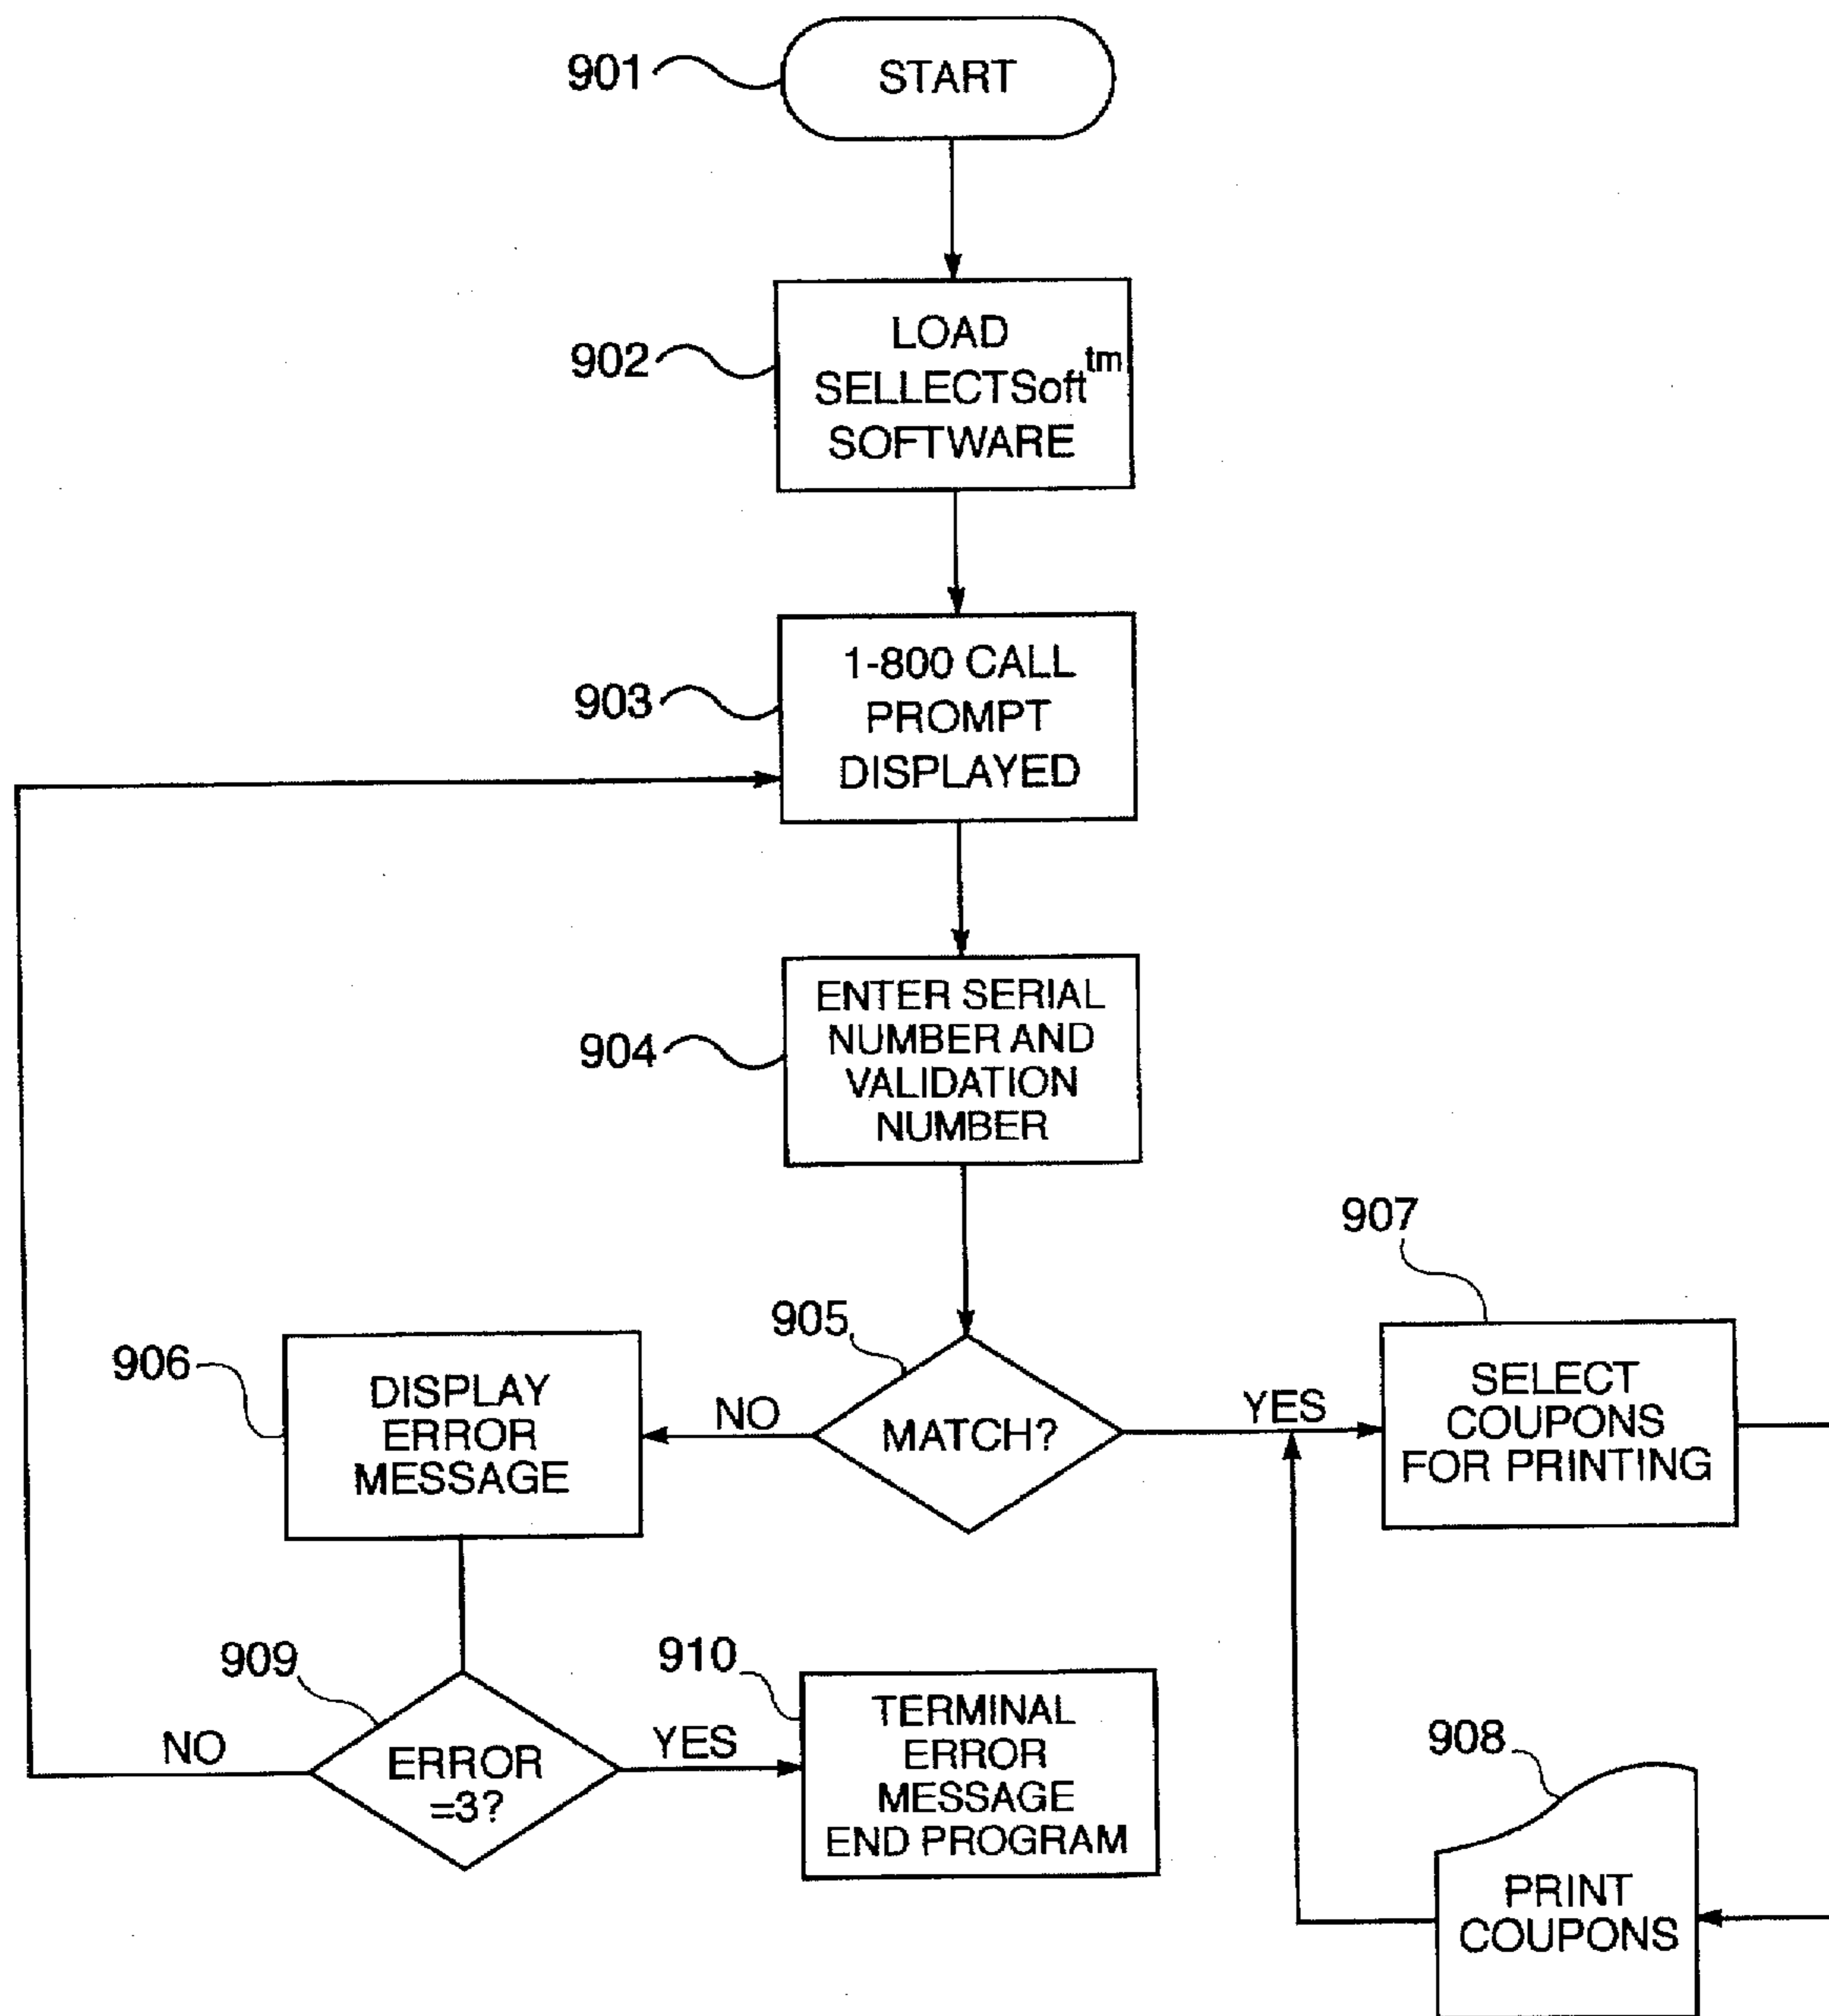 901
START
902
LOAD
SELLECTSoft tm
SOFTWARE
903
1-800 CALL
PROMPT
DISPLAYED
904
ENTER SERIAL
NUMBER AND
VALIDATION
NUMBER
905
MATCH?
NO
YES
906
DISPLAY
ERROR
MESSAGE
907
SELECT
COUPONS
FOR PRINTING
909
ERROR
=3?
NO
YES
910
TERMINAL
ERROR
MESSAGE
END PROGRAM
908
PRINT
COUPONS